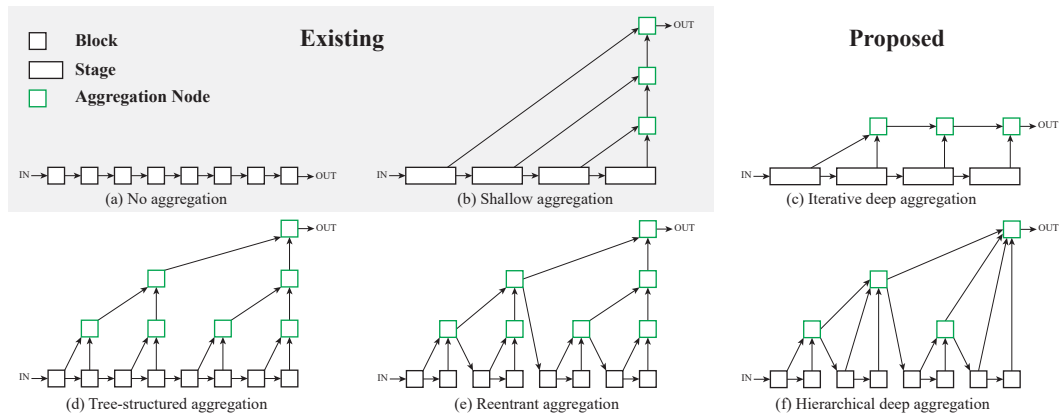 Existing
Proposed
Block
Stage
Aggregation Node
OUT
OUT
IN
OUT
IN
IN
(a) No aggregation
(b) Shallow aggregation
(c) Iterative deep aggregation
OUT
OUT
OUT
IN
IN
IN
(d) Tree-structured aggregation
(e) Reentrant aggregation
(f) Hierarchical deep aggregation